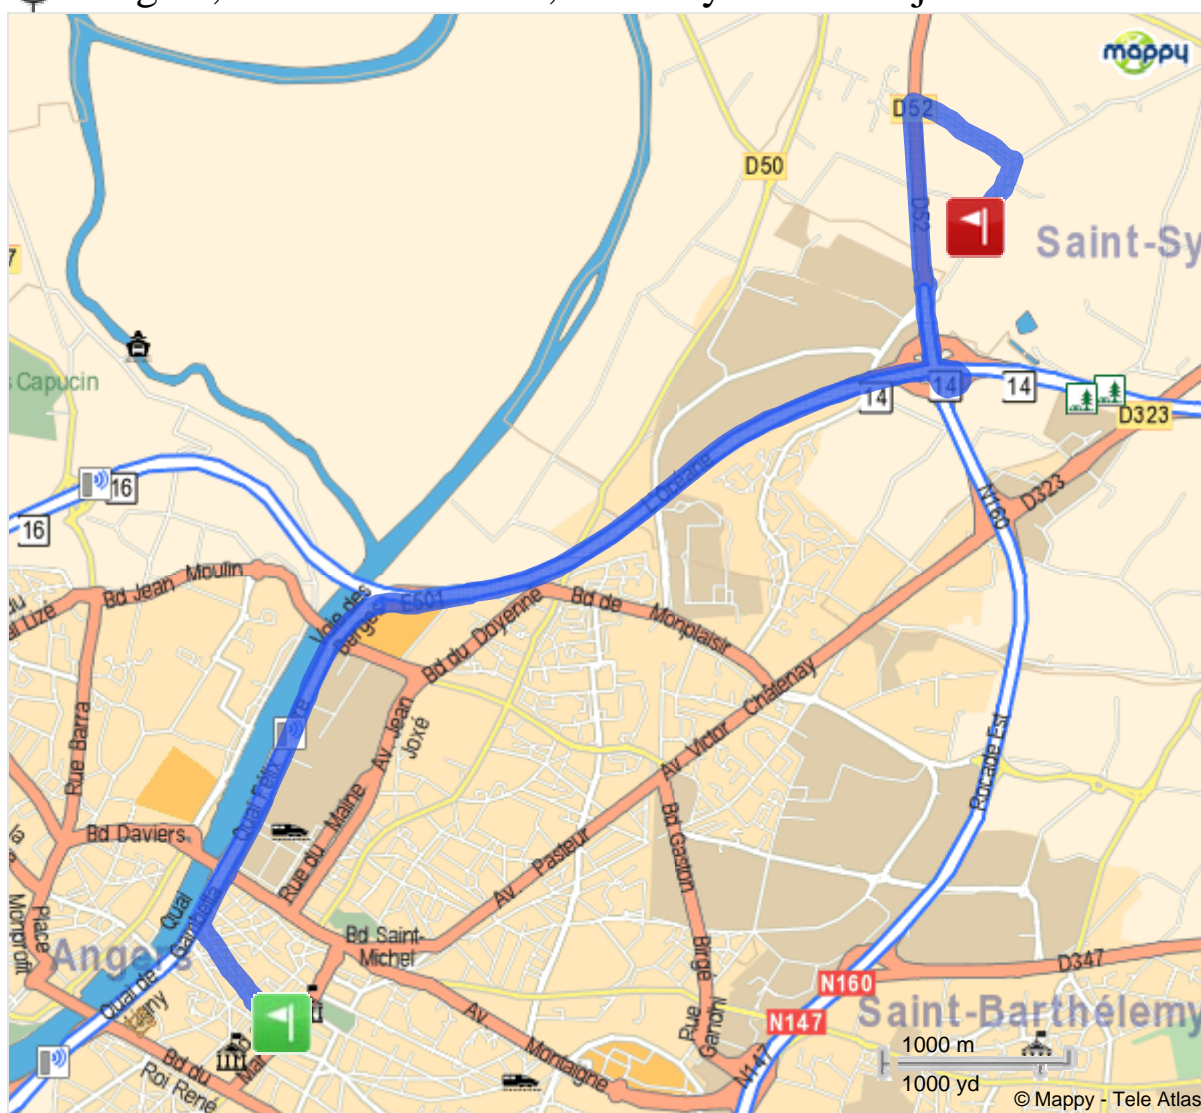 mappy
D52
D50
D52
Saint-Sy
7
Capucin
14
14
14
D323
L'Océane
16
16
N160
D323
Bd Jean Moulin
Voie des
Berges
E501
Bd du Doyenne
Bd de Monplaisir
Av. Victor Châtenay
Av. Jean
Joxé
Rue Barra
Rocade Est
Quai Félix
Bd Daviers
Rue du Maine
Av. Pasteur
Bd Gaston
Birgé
Place
Monprofit
Quai
Gambetta
Angers
Bd Saint-
Michel
D347
N160
Quai de
Ligny
Saint-Barthélemy
N147
Rue
Gandhi
Av.
Montaigne
N147
1000 m
1000 yd
Bd du
Roi René
© Mappy - Tele Atlas